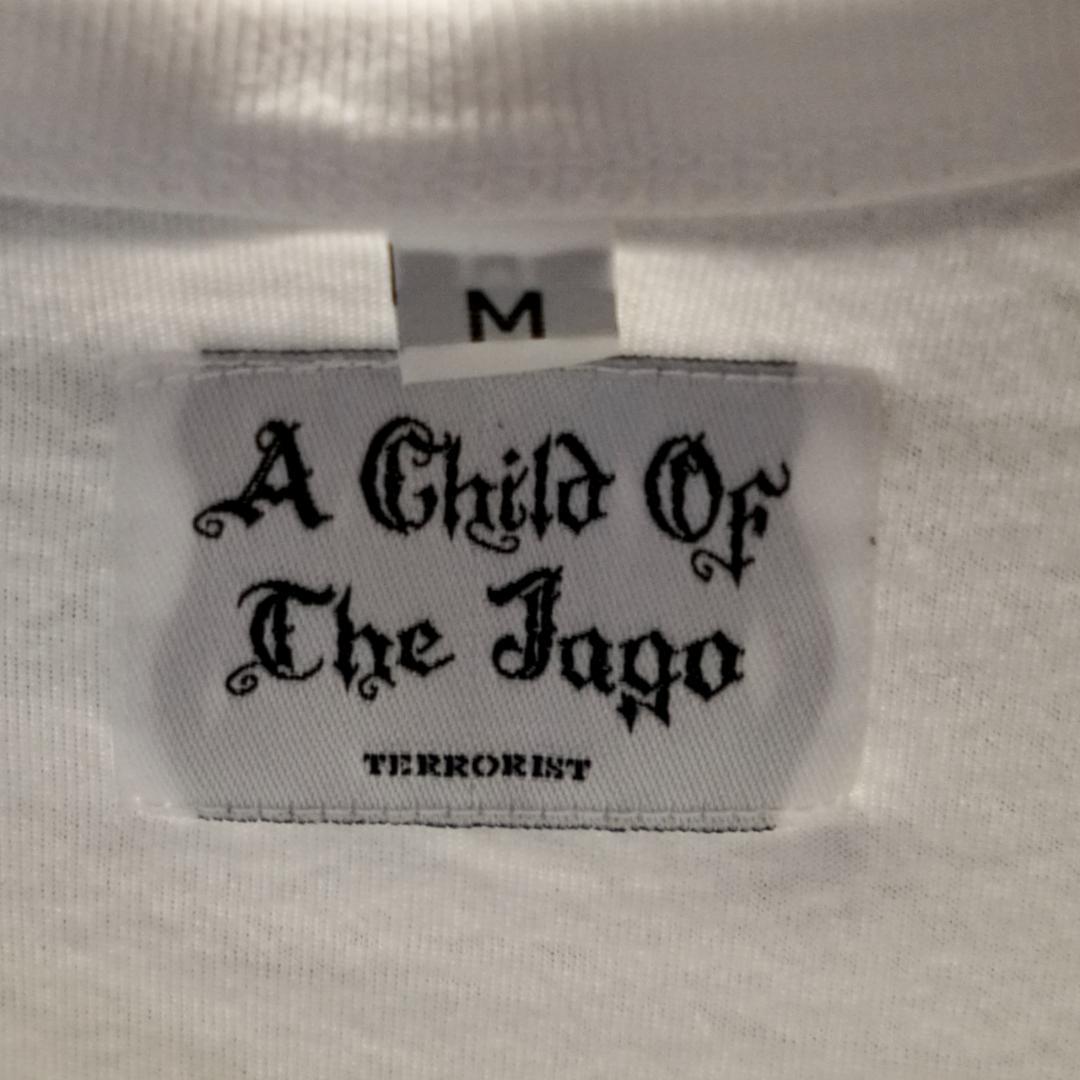 M
A Child Of
The Jago
TERRORIST